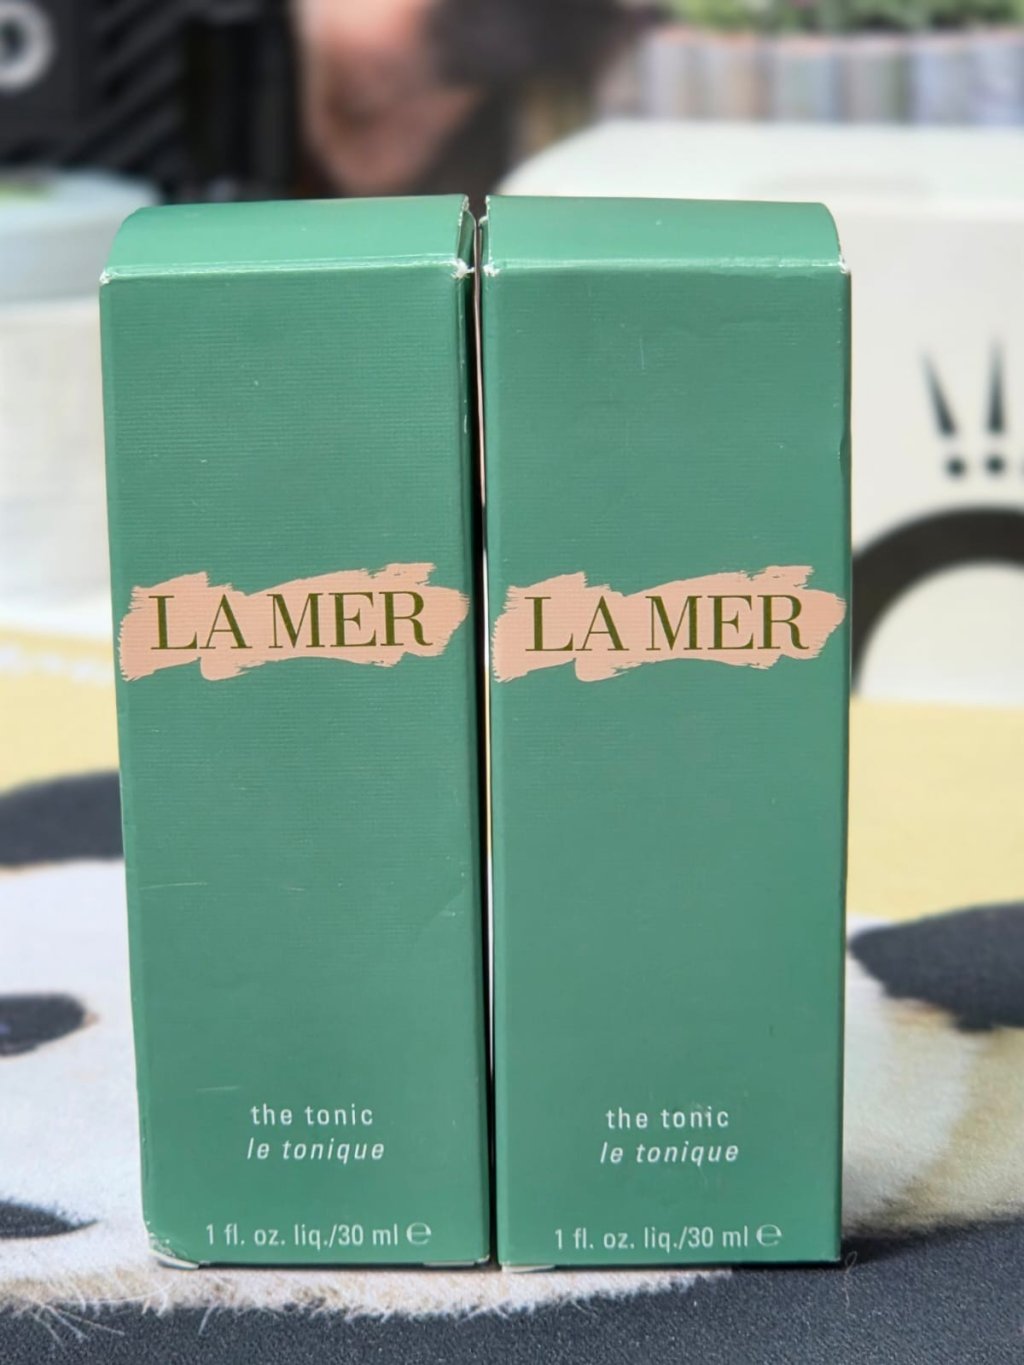 LA MER
the tonic
le tonique
1 fl. oz. liq./30 ml ℮
LA MER
the tonic
le tonique
1 fl. oz. liq./30 ml ℮